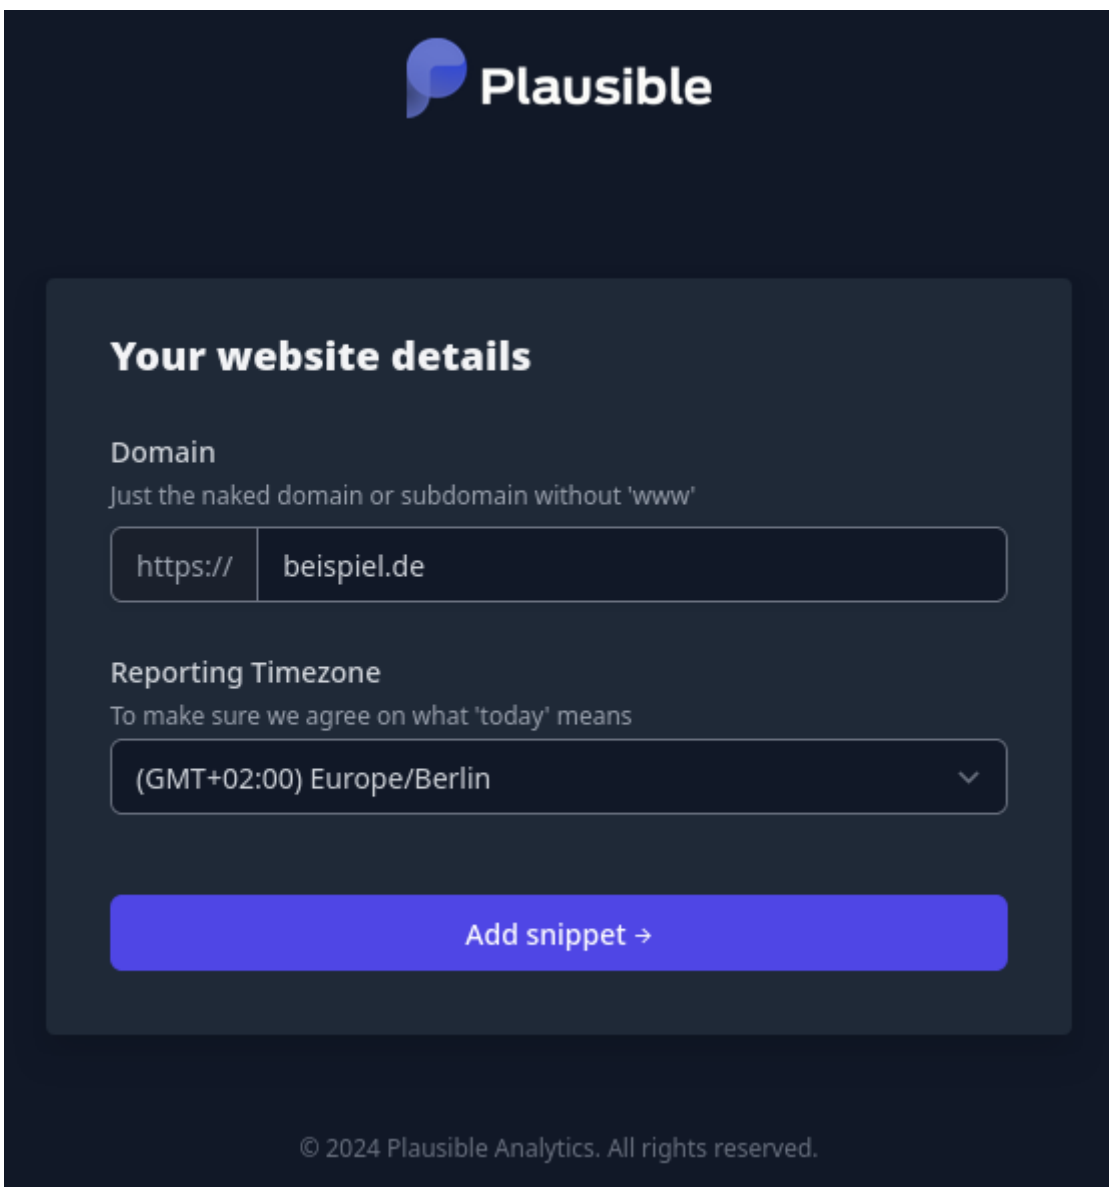 Plausible
Your website details
Domain
Just the naked domain or subdomain without 'www'
https:// beispiel.de
Reporting Timezone
To make sure we agree on what 'today' means
(GMT+02:00) Europe/Berlin
Add snippet →
© 2024 Plausible Analytics. All rights reserved.